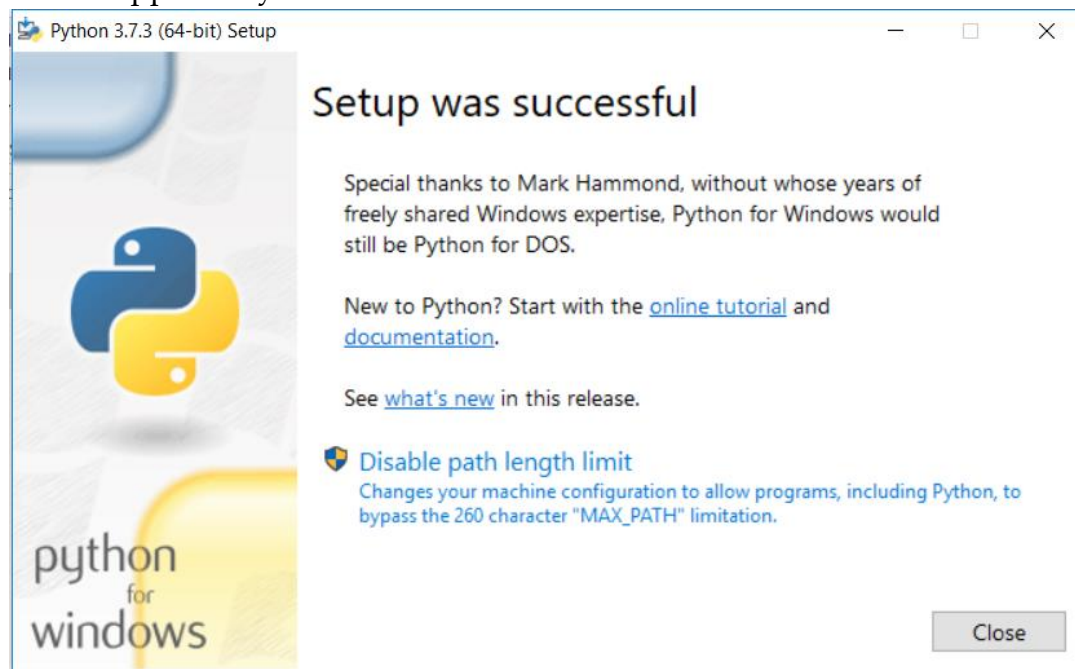 Python 3.7.3 (64-bit) Setup
Setup was successful
Special thanks to Mark Hammond, without whose years of
freely shared Windows expertise, Python for Windows would
still be Python for DOS.
New to Python? Start with the online tutorial and
documentation.
See what's new in this release.
Disable path length limit
Changes your machine configuration to allow programs, including Python, to
bypass the 260 character "MAX_PATH" limitation.
python
for
windows
Close